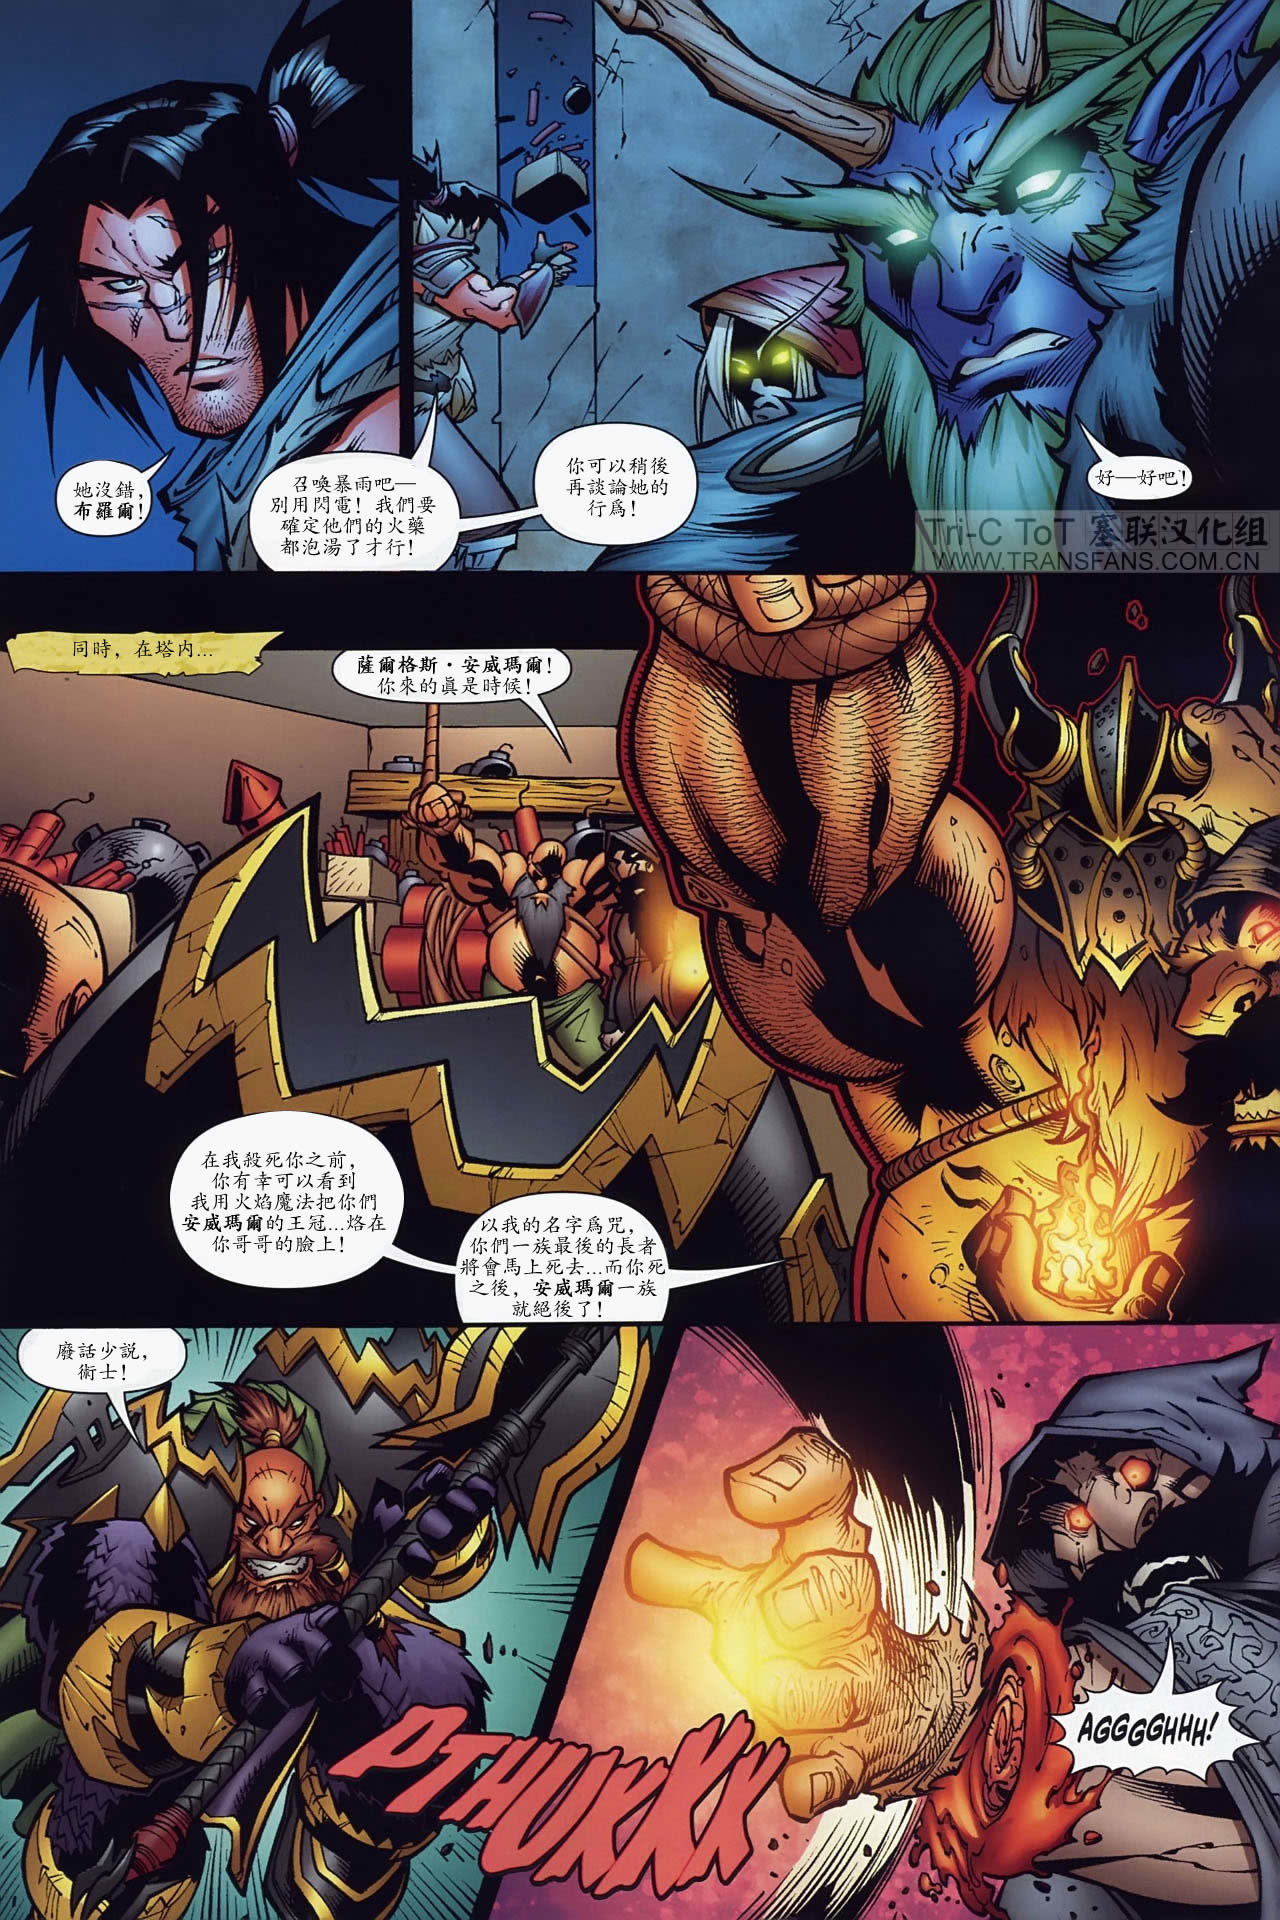 她沒錯,
布羅爾!
召喚暴雨吧—
別用閃電! 我們要
確定他們的火藥
都泡湯了才行!
你可以稍後
再談論她的
行爲!
好—好吧!
Tri-C ToT 塞联汉化组
WWW.TRANSFANS.COM.CN
同時, 在塔内...
薩爾格斯·安威瑪爾!
你來的真是時候!
在我殺死你之前,
你有幸可以看到
我用火焰魔法把你們
安威瑪爾的王冠...烙在
你哥哥的臉上!
以我的名字爲咒,
你們一族最後的長者
將會馬上死去...而你死
之後, 安威瑪爾一族
就絕後了!
廢話少説,
術士!
PTHUKKXX
AGGGGGHHH!